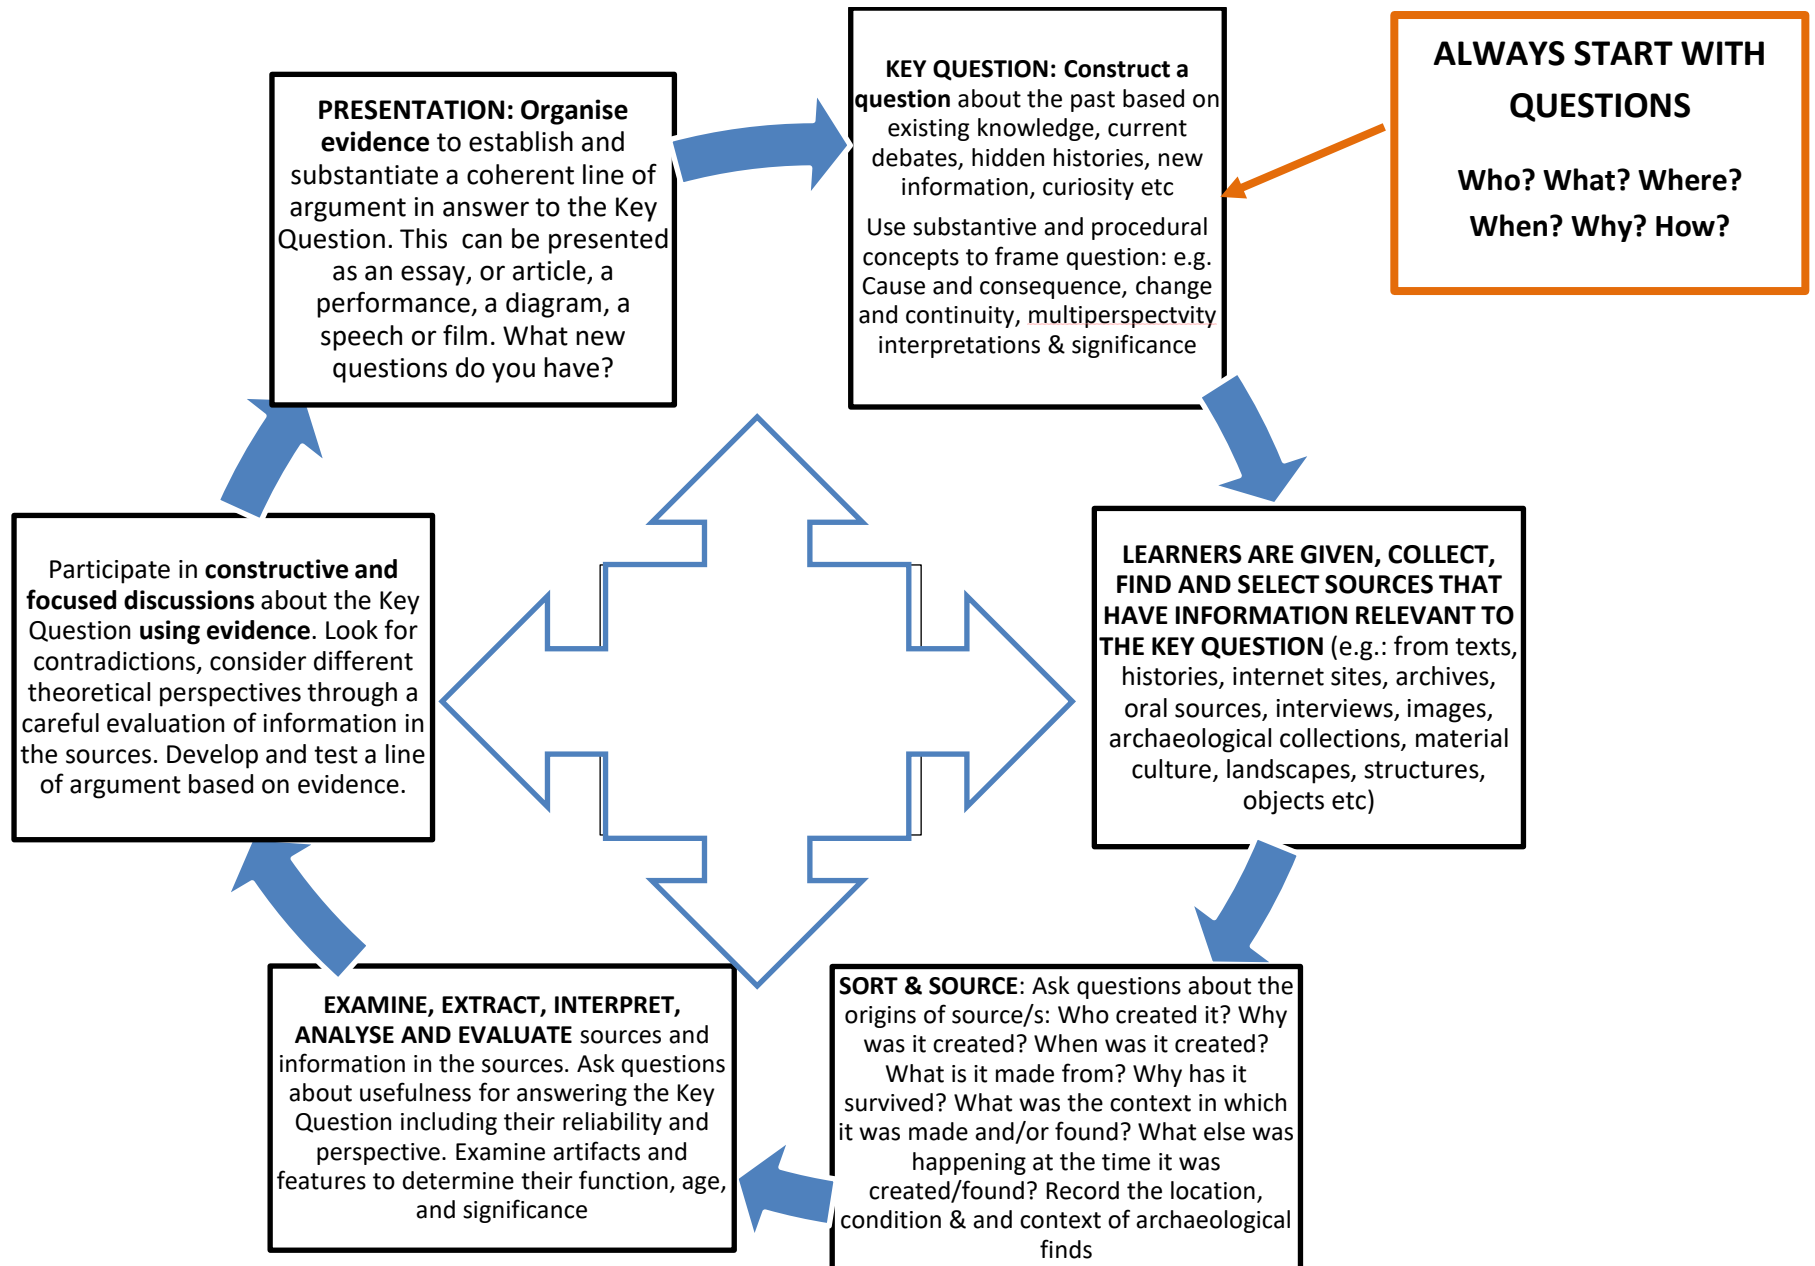 KEY QUESTION: Construct a
question about the past based on
existing knowledge, current
debates, hidden histories, new
information, curiosity etc
Use substantive and procedural
concepts to frame question: e.g.
Cause and consequence, change
and continuity, multiperspectvity
interpretations & significance
ALWAYS START WITH
QUESTIONS
Who? What? Where?
When? Why? How?
LEARNERS ARE GIVEN, COLLECT,
FIND AND SELECT SOURCES THAT
HAVE INFORMATION RELEVANT TO
THE KEY QUESTION (e.g.: from texts,
histories, internet sites, archives,
oral sources, interviews, images,
archaeological collections, material
culture, landscapes, structures,
objects etc)
SORT & SOURCE: Ask questions about the
origins of source/s: Who created it? Why
was it created? When was it created?
What is it made from? Why has it
survived? What was the context in which
it was made and/or found? What else was
happening at the time it was
created/found? Record the location,
condition & and context of archaeological
finds
EXAMINE, EXTRACT, INTERPRET,
ANALYSE AND EVALUATE sources and
information in the sources. Ask questions
about usefulness for answering the Key
Question including their reliability and
perspective. Examine artifacts and
features to determine their function, age,
and significance
Participate in constructive and
focused discussions about the Key
Question using evidence. Look for
contradictions, consider different
theoretical perspectives through a
careful evaluation of information in
the sources. Develop and test a line
of argument based on evidence.
PRESENTATION: Organise
evidence to establish and
substantiate a coherent line of
argument in answer to the Key
Question. This can be presented
as an essay, or article, a
performance, a diagram, a
speech or film. What new
questions do you have?